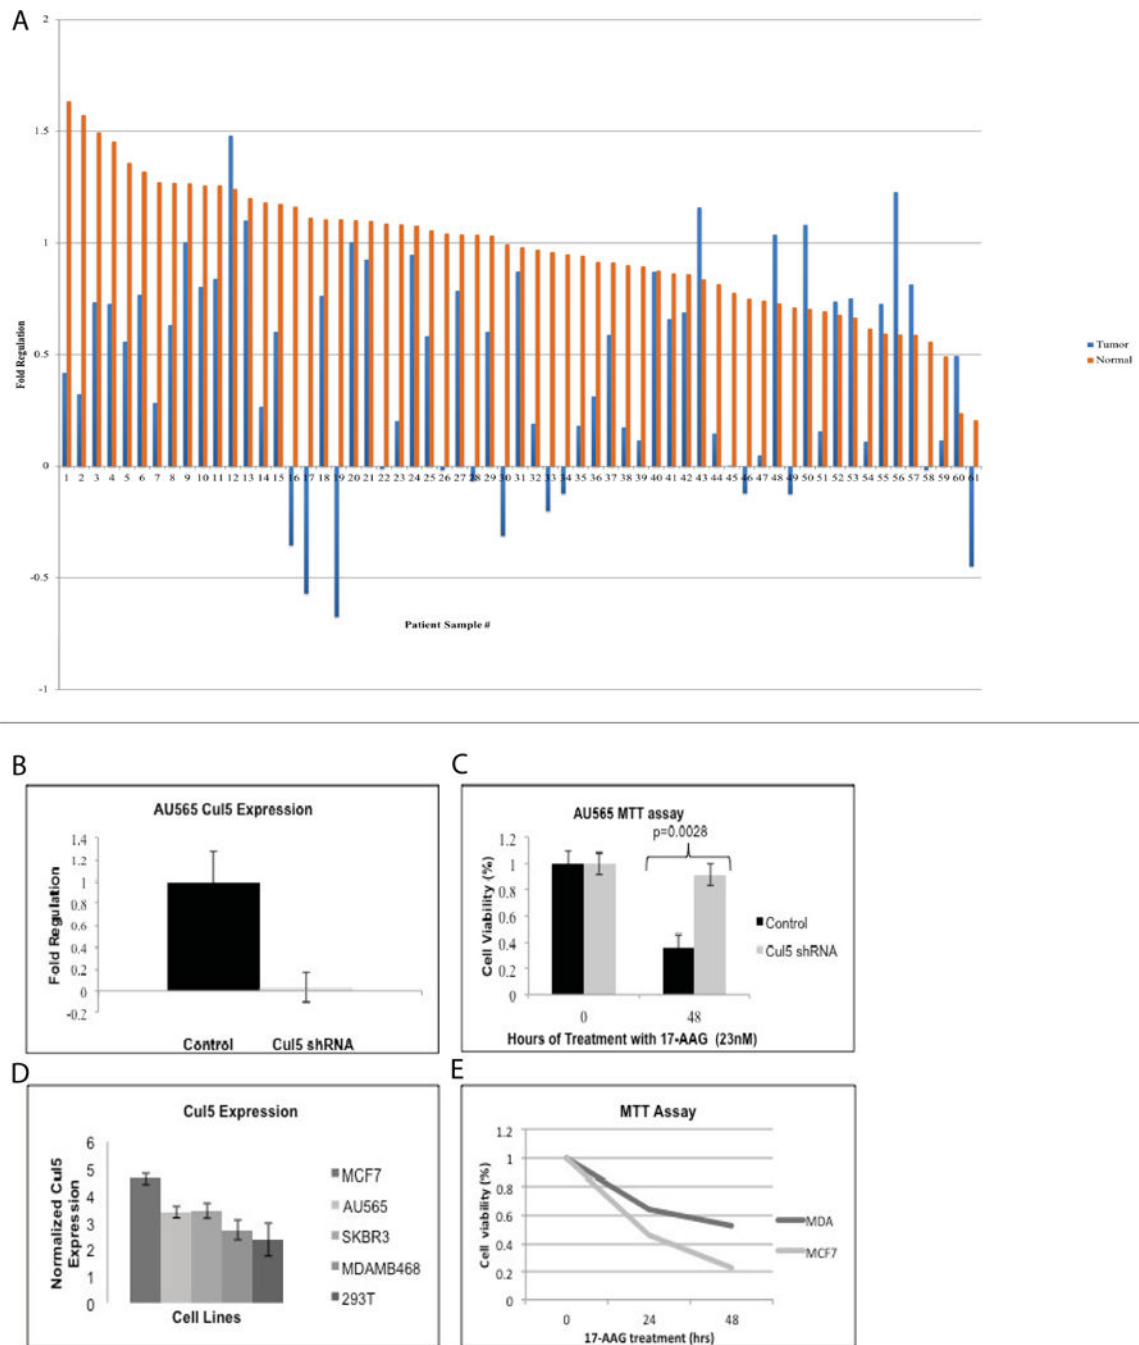 A
2
1.5
1
0.5
0
-0.5
-1
Fold Regulation
1 2 3 4 5 6 7 8 9 10 11 12 13 14 15 16 17 18 19 20 21 22 23 24 25 26 27 28 29 30 31 32 33 34 35 36 37 38 39 40 41 42 43 44 45 46 47 48 49 50 51 52 53 54 55 56 57 58 59 60 61
Patient Sample #
Tumor
Normal
B
AU565 Cul5 Expression
1.4
1.2
1
0.8
0.6
0.4
0.2
0
-0.2
Fold Regulation
Control Cul5 shRNA
C
AU565 MTT assay
p=0.0028
1.2
1
0.8
0.6
0.4
0.2
0
Cell Viability (%)
0 48
Hours of Treatment with 17-AAG (23nM)
Control
Cul5 shRNA
D
Cul5 Expression
6
5
4
3
2
1
0
Normalized Cul5
Expression
Cell Lines
MCF7
AU565
SKBR3
MDAMB468
293T
E
MTT Assay
1.2
1
0.8
0.6
0.4
0.2
0
Cell viability (%)
0 24 48
17-AAG treatment (hrs)
MDA
MCF7